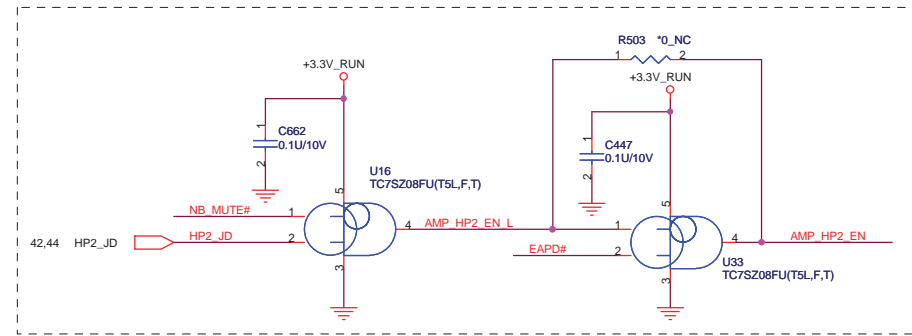 R503 *0_NC
1 2
+3.3V_RUN
+3.3V_RUN
1
C662
0.1U/10V
2
1
C447
0.1U/10V
2
U16
TC7SZ08FU(T5L,F,T)
5
5
NB_MUTE#
1
4
AMP_HP2_EN_L
1
42,44
HP2_JD
HP2_JD
2
EAPD#
2
4
AMP_HP2_EN
U33
TC7SZ08FU(T5L,F,T)
3
3